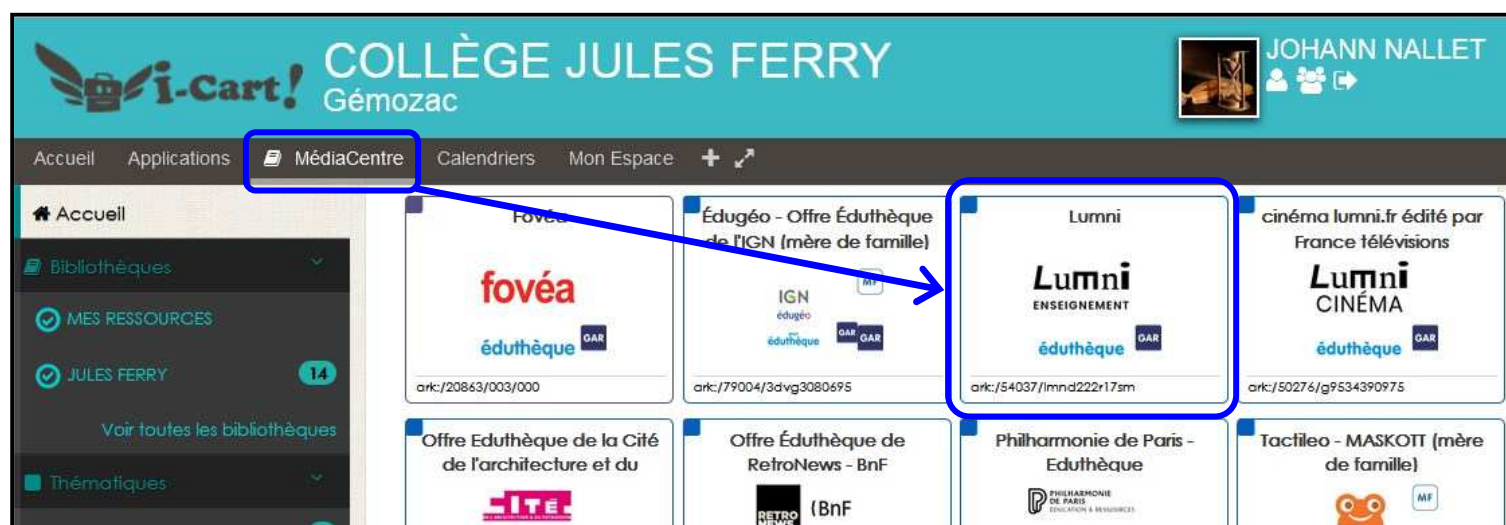 i-Cart!
COLLÈGE JULES FERRY
Gémozac
JOHANN NALLET
Accueil Applications MédiaCentre Calendriers Mon Espace
Accueil
Bibliothèques
MES RESSOURCES
JULES FERRY 14
Voir toutes les bibliothèques
Thématiques
Fovéa
fovéa
éduthèque GAR
ark:/20863/003/000
Édugéo - Offre Éduthèque
de l'IGN (mère de famille)
MF
IGN
édugéo
éduthèque GAR GAR
ark:/79004/3dvg3080695
Lumni
Lumni
ENSEIGNEMENT
éduthèque GAR
ark:/54037/lmnd222r17sm
cinéma lumni.fr édité par
France télévisions
Lumni
CINÉMA
éduthèque GAR
ark:/50276/g9534390975
Offre Eduthèque de la Cité
de l'architecture et du
CITÉ
Offre Éduthèque de
RetroNews - BnF
RETRO
NEWS
(BnF
Philharmonie de Paris -
Eduthèque
PHILHARMONIE
DE PARIS
Tactileo - MASKOTT (mère
de famille)
MF